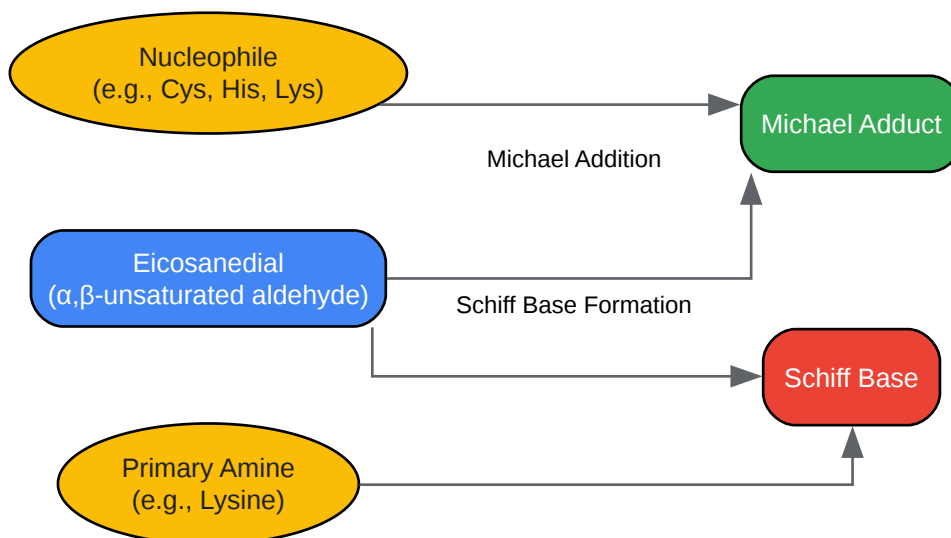 Nucleophile
(e.g., Cys, His, Lys)
Michael Adduct
Michael Addition
Eicosanedial
(α,β-unsaturated aldehyde)
Schiff Base Formation
Schiff Base
Primary Amine
(e.g., Lysine)